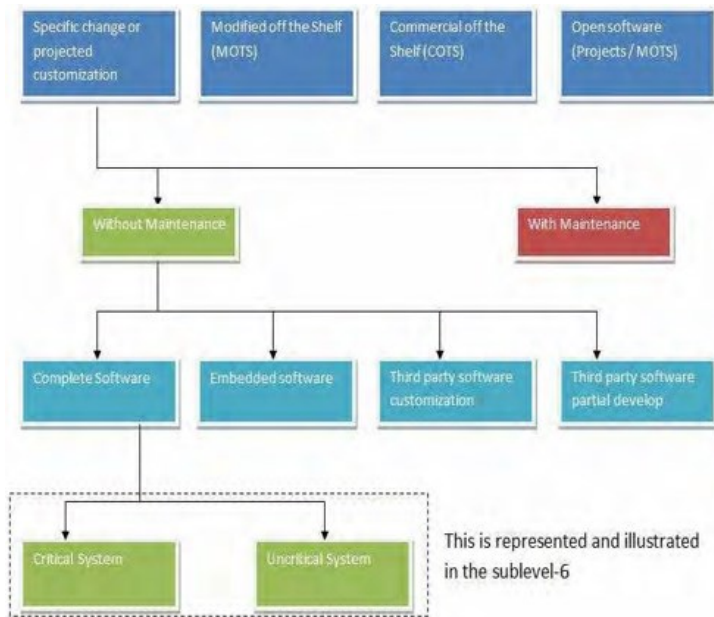 Specific change or
projected
customization
Modified off the Shelf
(MOTS)
Commercial off the
Shelf (COTS)
Open software
(Projects / MOTS)
Without Maintenance
With Maintenance
Complete Software
Embedded software
Third party software
customization
Third party software
partial develop
Critical System
Uncritical System
This is represented and illustrated
in the sublevel-6